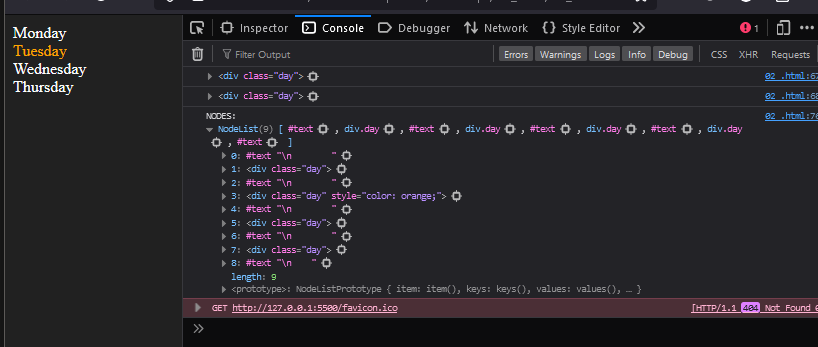 Monday
Tuesday
Wednesday
Thursday
Inspector Console Debugger Network Style Editor 1
Filter Output Errors Warnings Logs Info Debug CSS XHR Requests
<div class="day"> 02 .html:67
<div class="day"> 02 .html:68
NODES: 02 .html:76
NodeList(9) [ #text , div.day , #text , div.day , #text , div.day , #text , div.day
, #text ]
0: #text "\n "
1: <div class="day">
2: #text "\n "
3: <div class="day" style="color: orange;">
4: #text "\n "
5: <div class="day">
6: #text "\n "
7: <div class="day">
8: #text "\n "
length: 9
<prototype>: NodeListPrototype { item: item(), keys: keys(), values: values(), … }
GET http://127.0.0.1:5500/favicon.ico [HTTP/1.1 404 Not Found